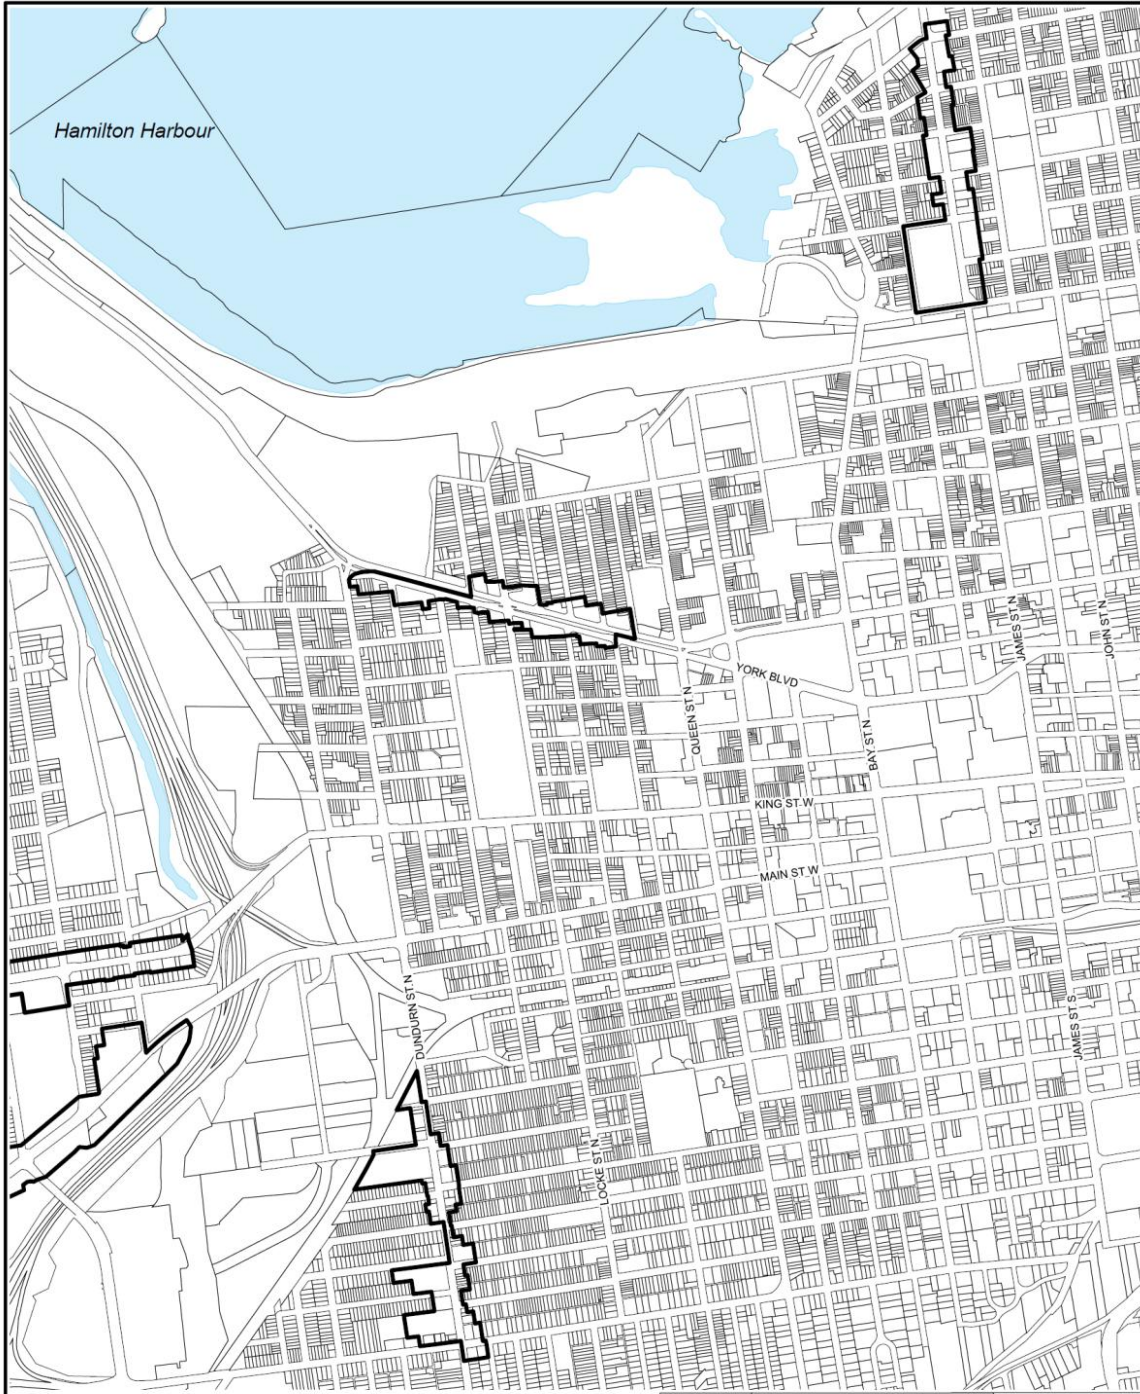 Hamilton Harbour
JAMES ST N
JOHN ST N
YORK BLVD
QUEEN ST N
BAY ST N
KING ST W
MAIN ST W
DUNDURN ST N
JAMES ST S
LOCKE ST N